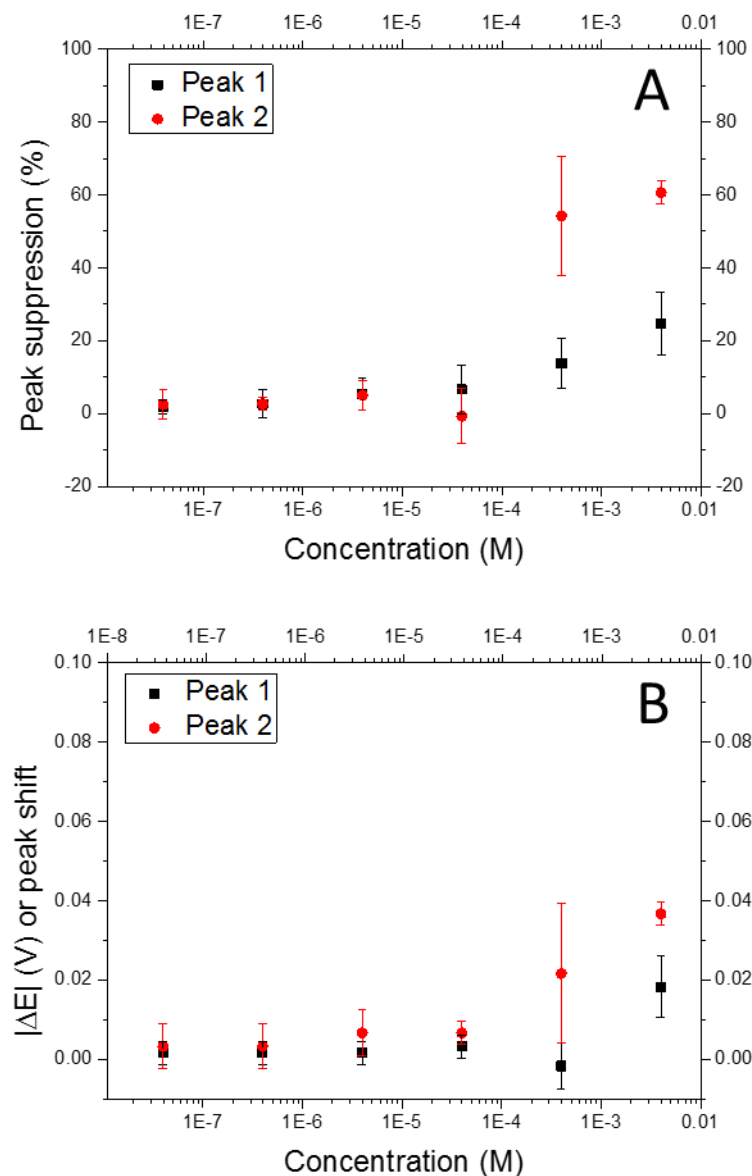 1E-7 1E-6 1E-5 1E-4 1E-3 0.01
100 100
Peak 1
Peak 2
A
80 80
60 60
40 40
20 20
0 0
-20 -20
Peak suppression (%)
1E-7 1E-6 1E-5 1E-4 1E-3 0.01
Concentration (M)
1E-8 1E-7 1E-6 1E-5 1E-4 1E-3 0.01
0.10 0.10
Peak 1
Peak 2
B
0.08 0.08
0.06 0.06
0.04 0.04
0.02 0.02
0.00 0.00
|ΔE| (V) or peak shift
1E-7 1E-6 1E-5 1E-4 1E-3 0.01
Concentration (M)